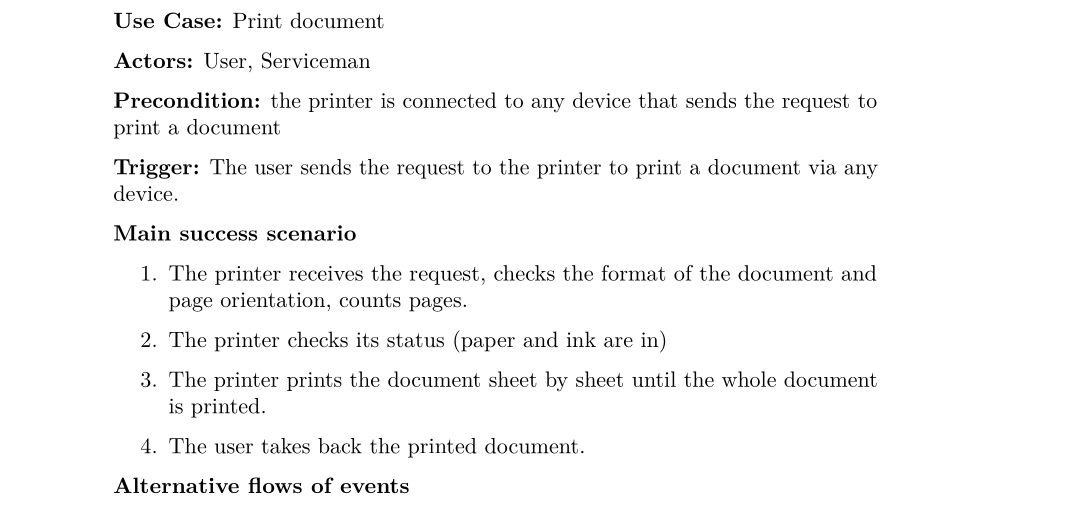 Use Case: Print document
Actors: User, Serviceman
Precondition: the printer is connected to any device that sends the request to
print a document
Trigger: The user sends the request to the printer to print a document via any
device.
Main success scenario
1. The printer receives the request, checks the format of the document and
page orientation, counts pages.
2. The printer checks its status (paper and ink are in)
3. The printer prints the document sheet by sheet until the whole document
is printed.
4. The user takes back the printed document.
Alternative flows of events